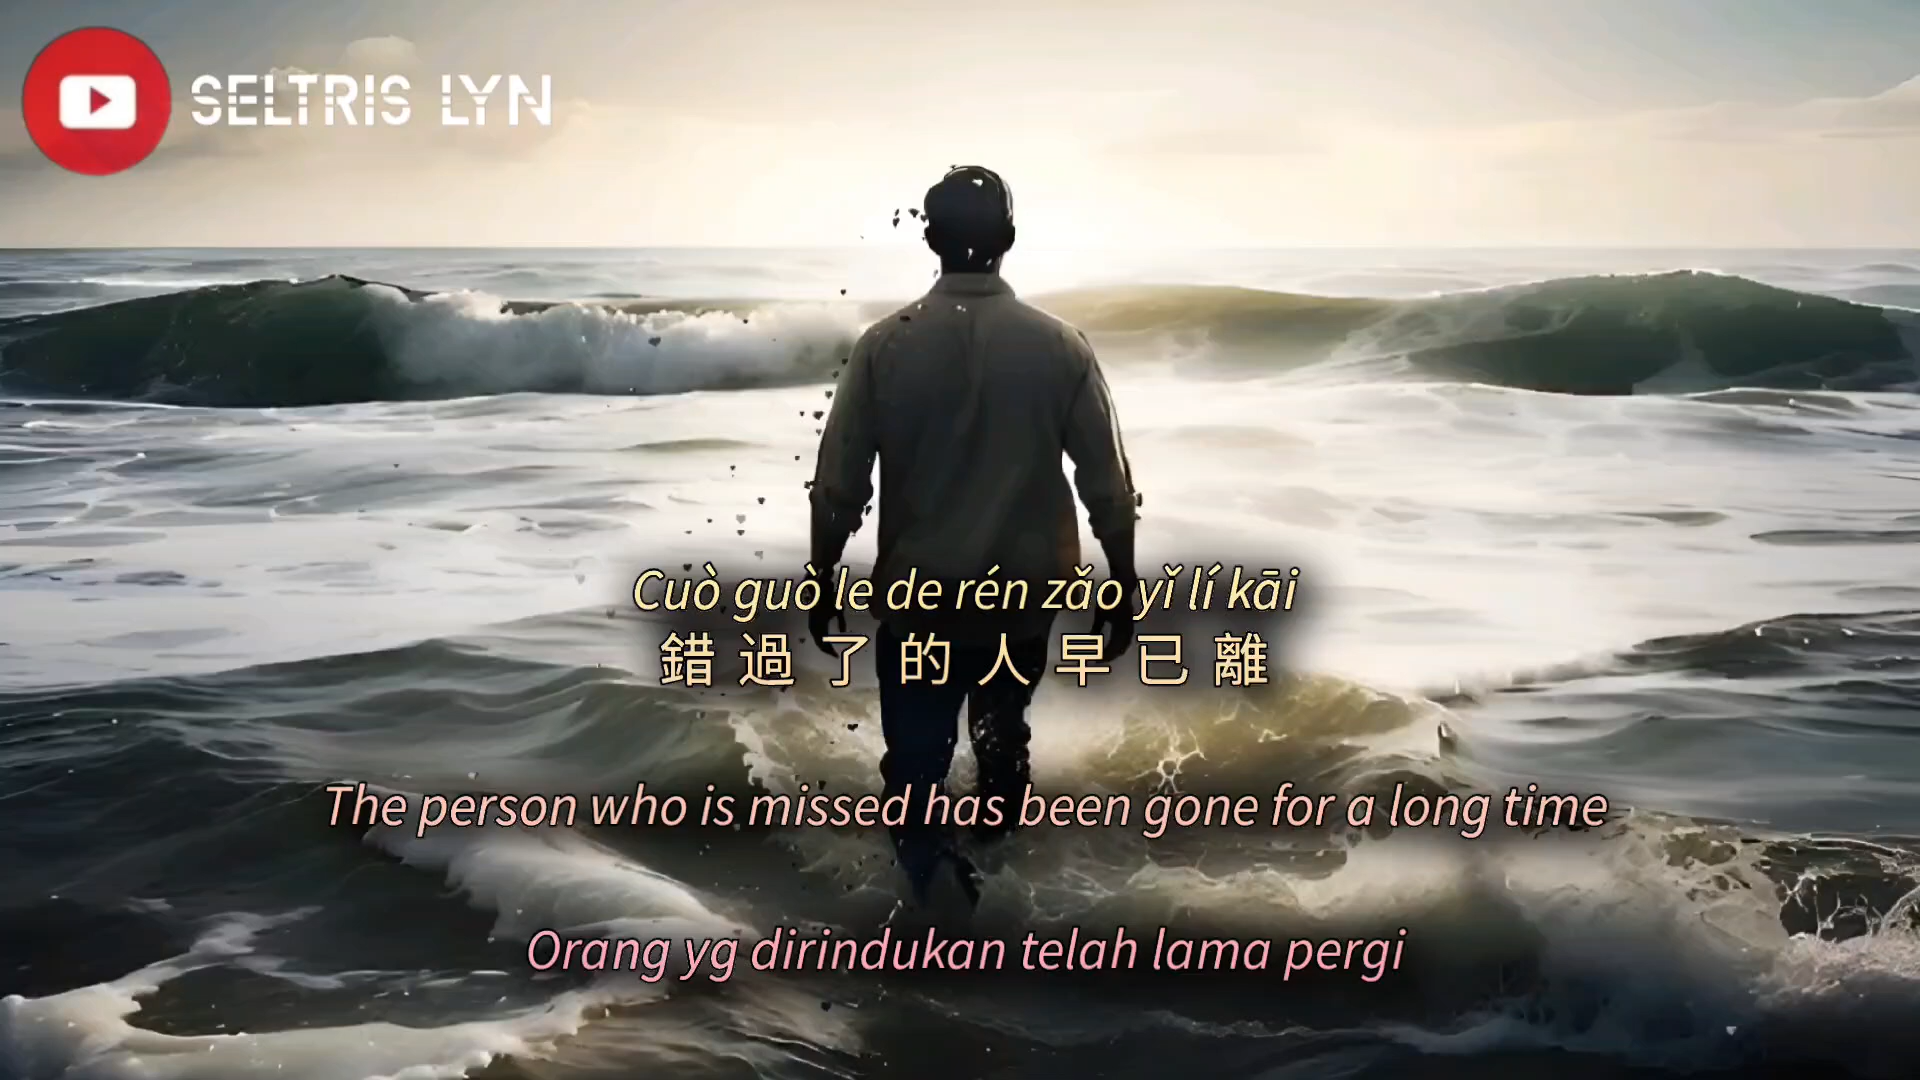 SELTRIS LYN
Cuò guò le de rén zǎo yǐ lí kāi
錯過了的人早已離
The person who is missed has been gone for a long time
Orang yg dirindukan telah lama pergi